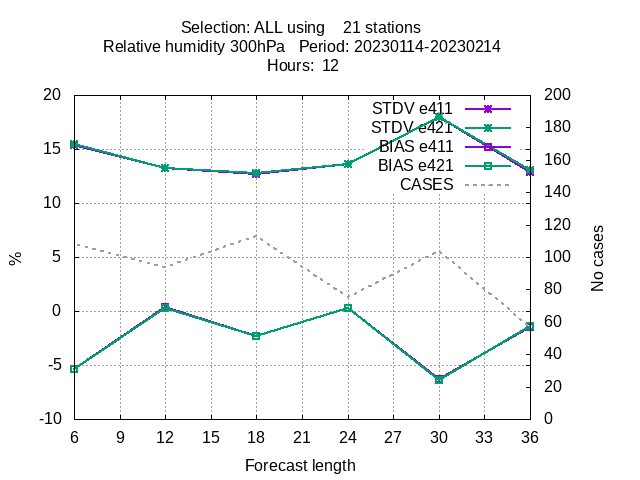 Selection: ALL using    21 stations
Relative humidity 300hPa   Period: 20230114-20230214
Hours:  12
20
15
10
5
0
-5
-10
%
STDV e411
STDV e421
BIAS e411
BIAS e421
CASES
200
180
160
140
120
100
80
60
40
20
0
No cases
6 9 12 15 18 21 24 27 30 33 36
Forecast length